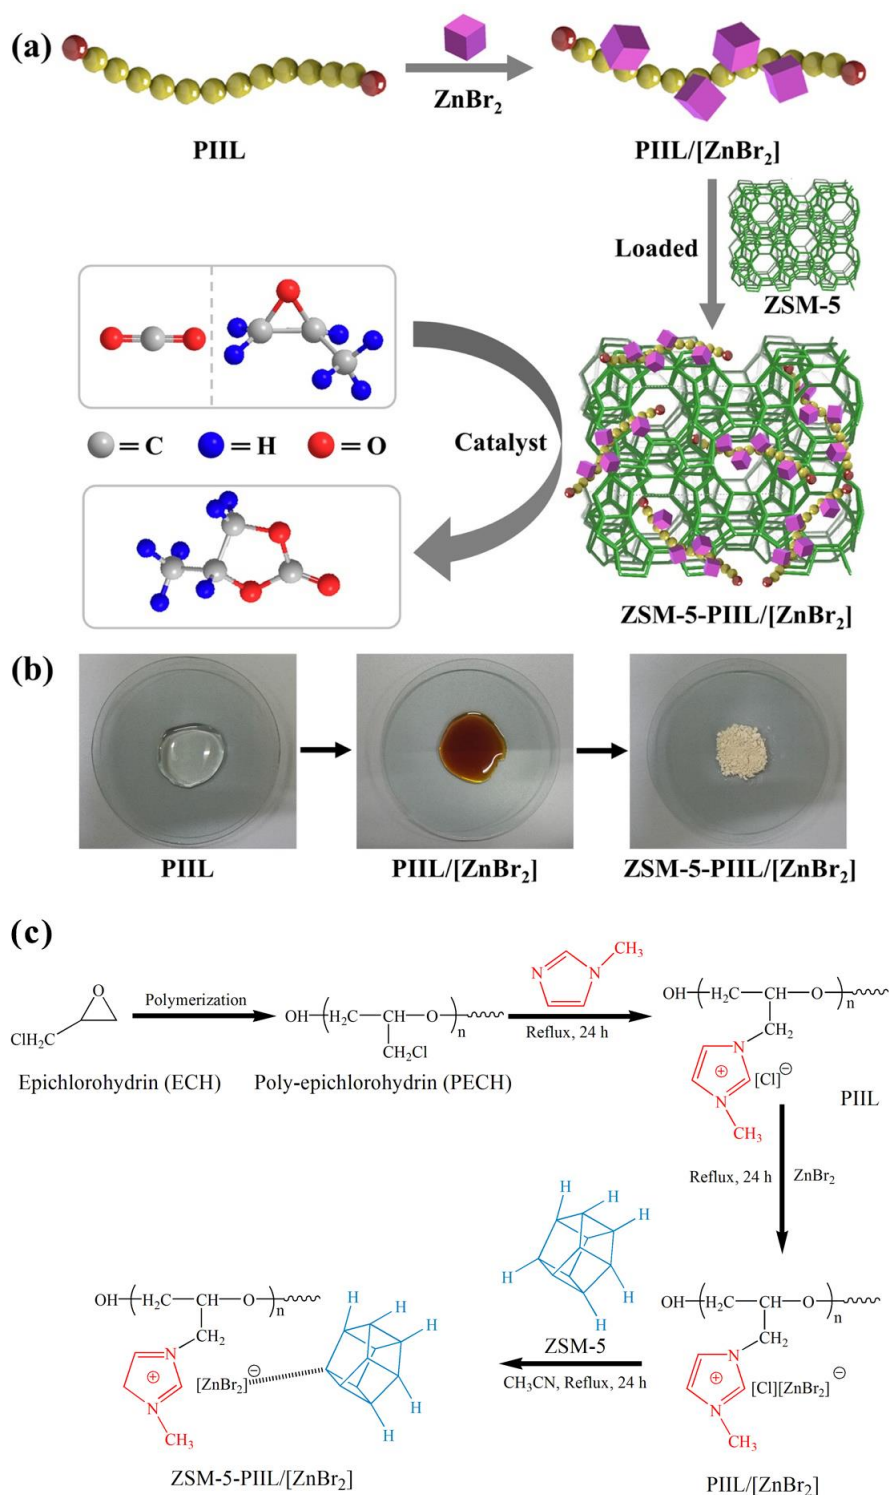 (a)
ZnBr2
PIIL
PIIL/[ZnBr2]
Loaded
ZSM-5
Catalyst
=C
=H
=O
ZSM-5-PIIL/[ZnBr2]
(b)
PIIL
PIIL/[ZnBr2]
ZSM-5-PIIL/[ZnBr2]
(c)
O
ClH2C
Epichlorohydrin (ECH)
Polymerization
OH(H2C—CH—O)n
CH2Cl
Poly-epichlorohydrin (PECH)
N N CH3
Reflux, 24 h
OH(H2C—CH—O)n
CH2
N
⊕ [Cl]⊖
N
CH3
PIIL
Reflux, 24 h
ZnBr2
OH(H2C—CH—O)n
CH2
N
⊕ [Cl][ZnBr2]⊖
N
CH3
PIIL/[ZnBr2]
H H H H H
ZSM-5
CH3CN, Reflux, 24 h
OH(H2C—CH—O)n
CH2
N
⊕ [ZnBr2]⊖
N
CH3
H H H H H
ZSM-5-PIIL/[ZnBr2]